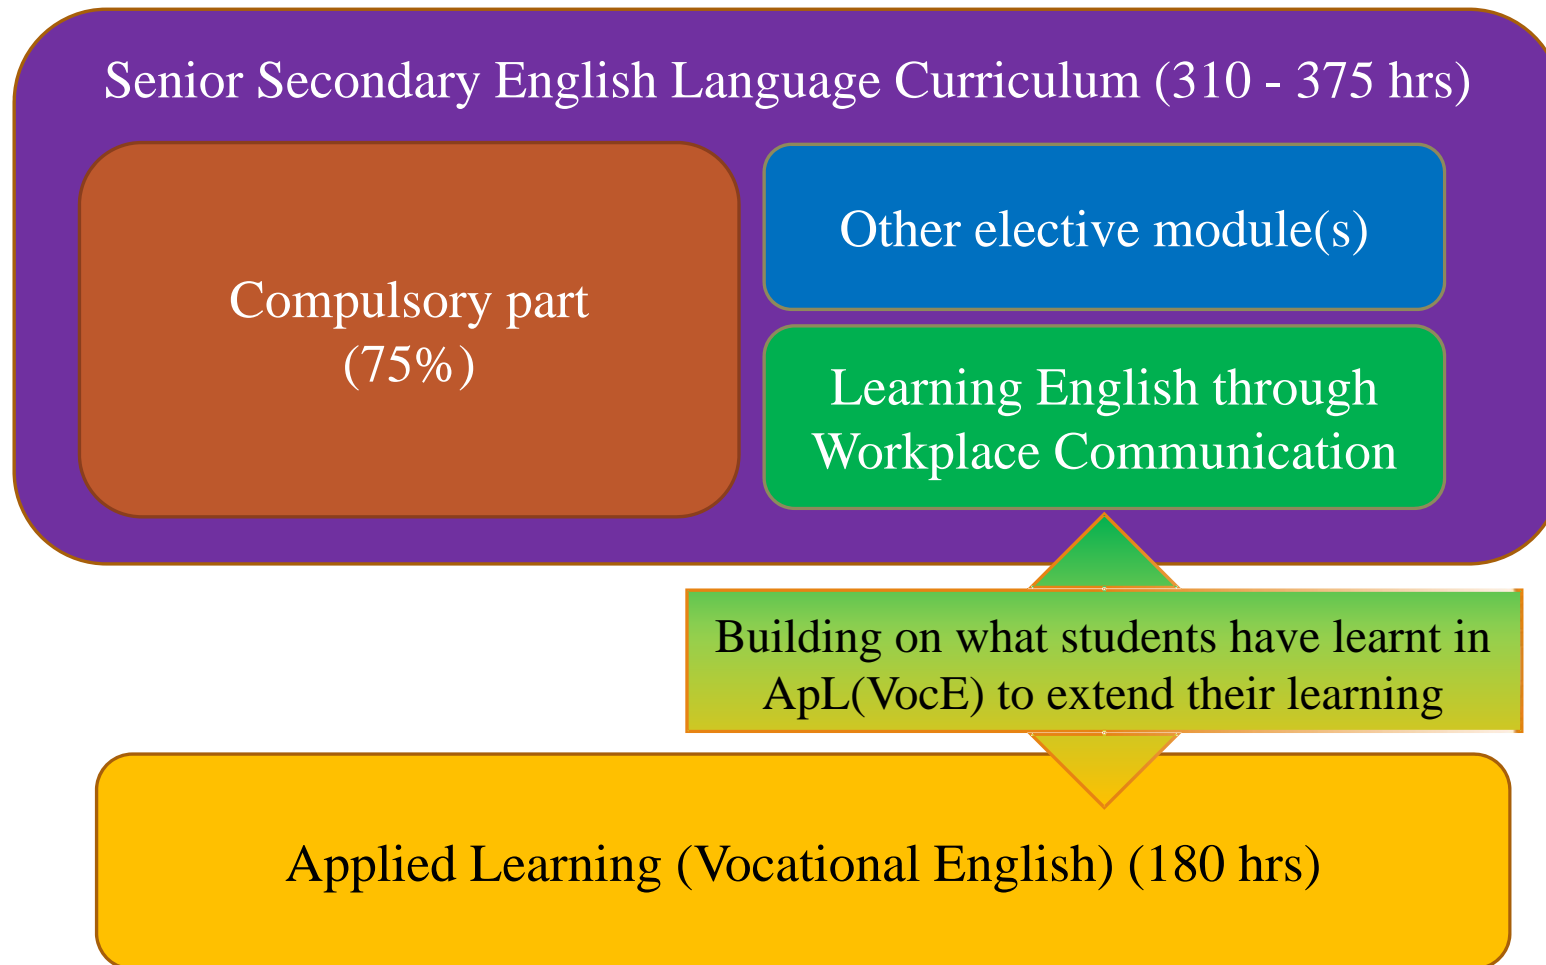 Senior Secondary English Language Curriculum (310 - 375 hrs)
Compulsory part
(75%)
Other elective module(s)
Learning English through
Workplace Communication
Building on what students have learnt in
ApL(VocE) to extend their learning
Applied Learning (Vocational English) (180 hrs)